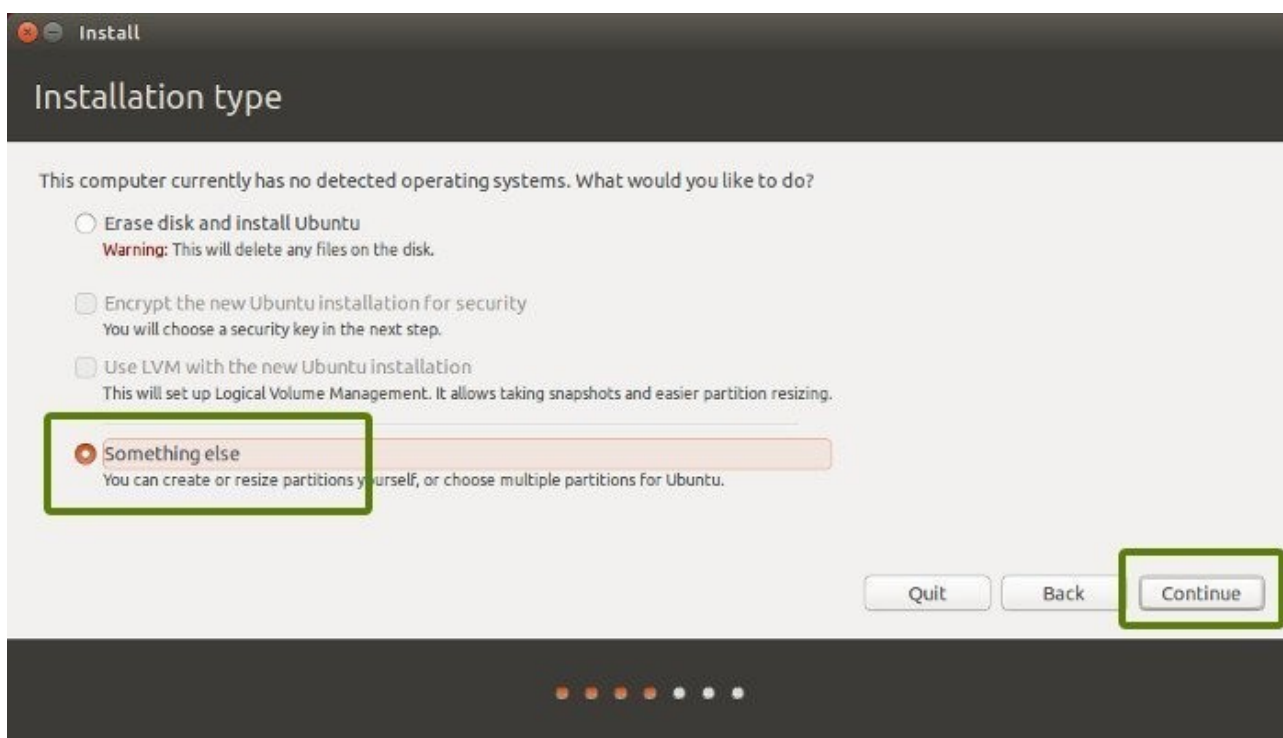 Install
Installation type
This computer currently has no detected operating systems. What would you like to do?
Erase disk and install Ubuntu
Warning: This will delete any files on the disk.
Encrypt the new Ubuntu installation for security
You will choose a security key in the next step.
Use LVM with the new Ubuntu installation
This will set up Logical Volume Management. It allows taking snapshots and easier partition resizing.
Something else
You can create or resize partitions yourself, or choose multiple partitions for Ubuntu.
Quit Back Continue